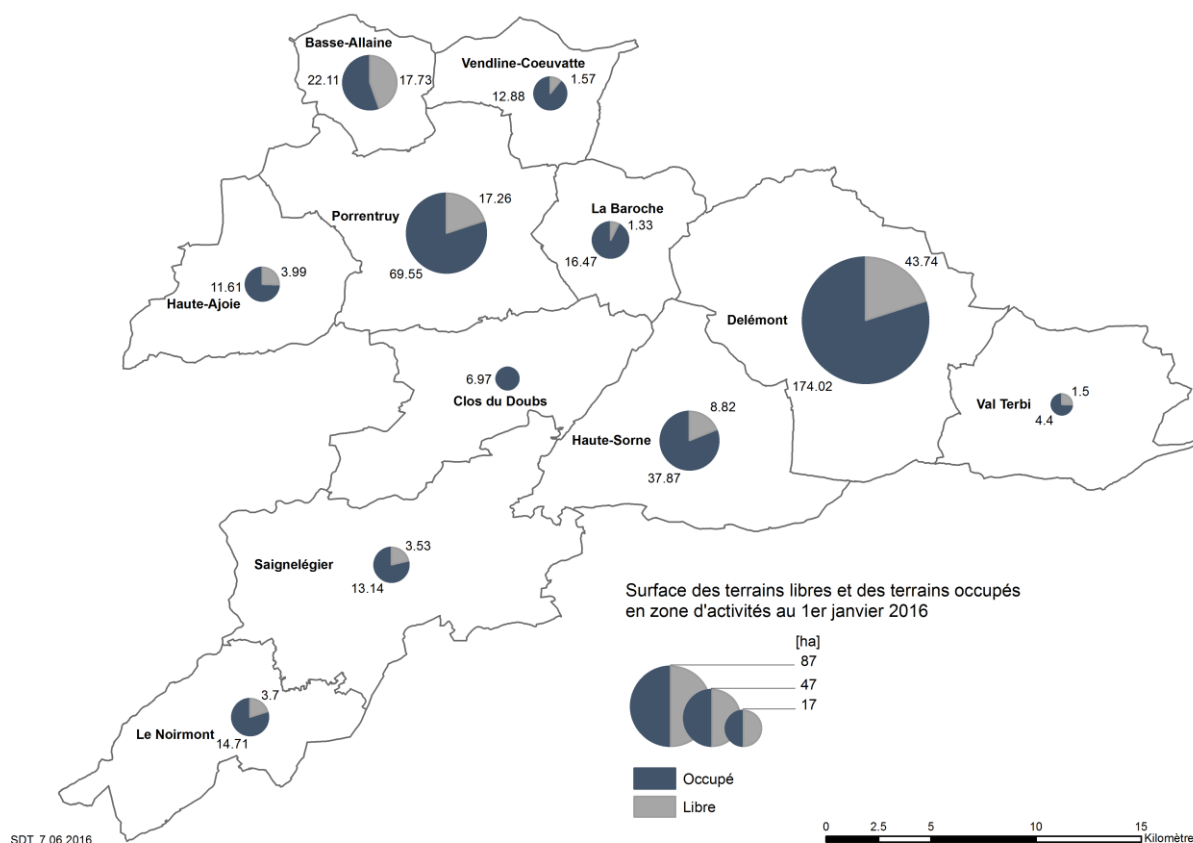 Basse-Allaine
22.11
17.73
Vendline-Coeuvatte
1.57
12.88
Porrentruy
17.26
69.55
La Baroche
1.33
16.47
3.99
11.61
Haute-Ajoie
43.74
Delémont
174.02
6.97
Clos du Doubs
1.5
Val Terbi
4.4
8.82
Haute-Sorne
37.87
3.53
Saignelégier
13.14
3.7
Le Noirmont
14.71
Surface des terrains libres et des terrains occupés
en zone d'activités au 1er janvier 2016
[ha]
87
47
17
Occupé
Libre
0 2.5 5 10 15
Kilomètre
SDT 7 06 2016